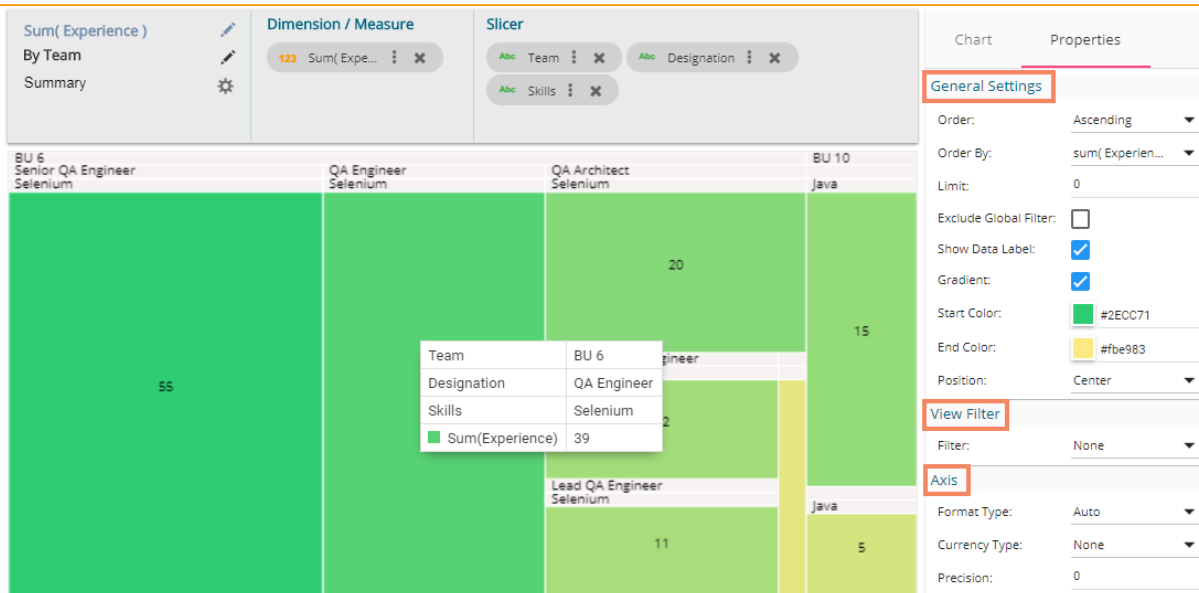 Sum( Experience )
By Team
Summary
Dimension / Measure
123 Sum( Expe...
Slicer
Abc Team
Abc Designation
Abc Skills
Chart Properties
General Settings
Order: Ascending
Order By: sum( Experien...
Limit: 0
Exclude Global Filter:
Show Data Label:
Gradient:
Start Color: #2ECC71
End Color: #fbe983
Position: Center
View Filter
Filter: None
Axis
Format Type: Auto
Currency Type: None
Precision: 0
BU 6 BU 10
Senior QA Engineer QA Engineer QA Architect
Selenium Selenium Selenium Java
20
15
55
Team BU 6
Designation QA Engineer
Skills Selenium
Sum(Experience) 39
Lead QA Engineer
Selenium
Java
11
5